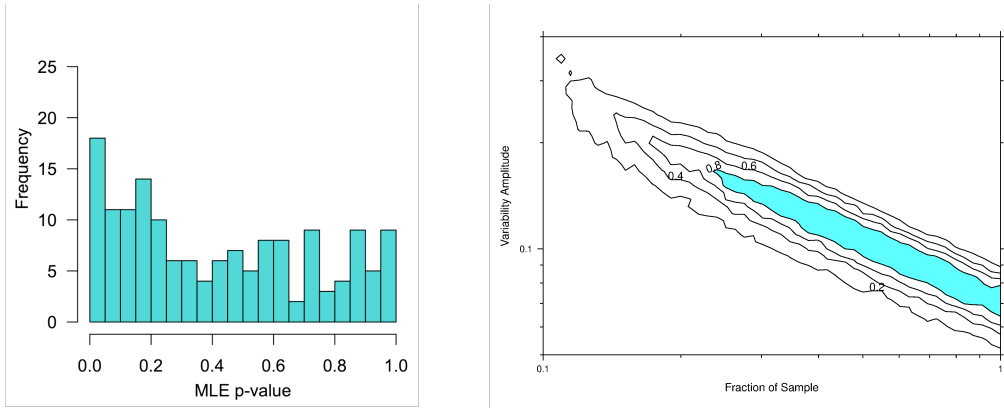 25
20
15
10
5
0
Frequency
0.0 0.2 0.4 0.6 0.8 1.0
MLE p-value
Variability Amplitude
0.1
0.8
0.6
0.4
0.2
0.1 1
Fraction of Sample